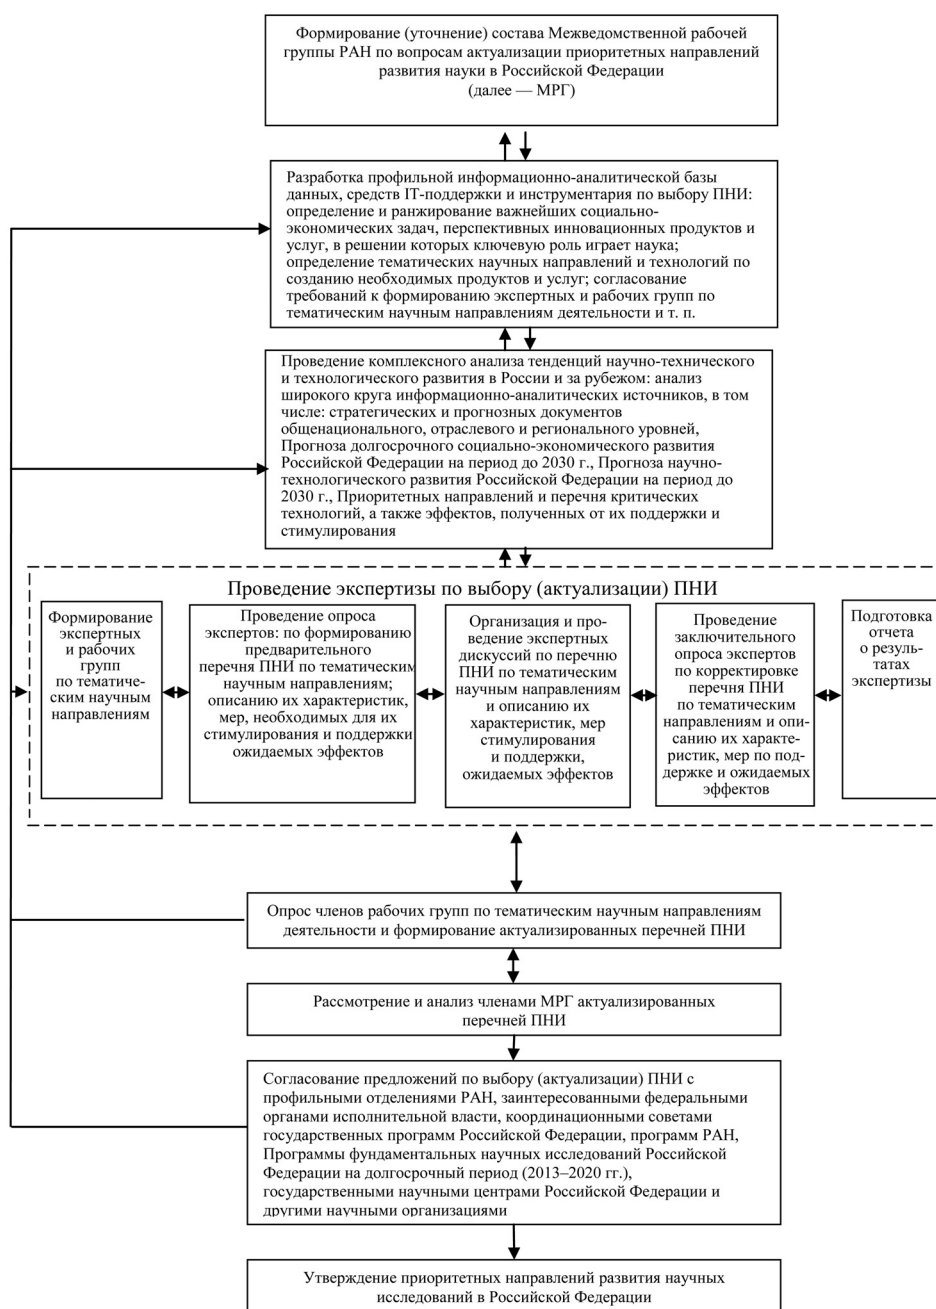 Формирование (уточнение) состава Межведомственной рабочей
группы РАН по вопросам актуализации приоритетных направлений
развития науки в Российской Федерации
(далее — МРГ)
Разработка профильной информационно-аналитической базы
данных, средств IT-поддержки и инструментария по выбору ПНИ:
определение и ранжирование важнейших социально-
экономических задач, перспективных инновационных продуктов и
услуг, в решении которых ключевую роль играет наука;
определение тематических научных направлений и технологий по
созданию необходимых продуктов и услуг; согласование
требований к формированию экспертных и рабочих групп по
тематическим научным направлениям деятельности и т. п.
Проведение комплексного анализа тенденций научно-технического
и технологического развития в России и за рубежом: анализ
широкого круга информационно-аналитических источников, в том
числе: стратегических и прогнозных документов
общенационального, отраслевого и регионального уровней,
Прогноза долгосрочного социально-экономического развития
Российской Федерации на период до 2030 г., Прогноза научно-
технологического развития Российской Федерации на период до
2030 г., Приоритетных направлений и перечня критических
технологий, а также эффектов, полученных от их поддержки и
стимулирования
Проведение экспертизы по выбору (актуализации) ПНИ
Формирование
экспертных
и рабочих
групп
по тематиче-
ским научным
направлениям
Проведение опроса
экспертов: по формированию
предварительного
перечня ПНИ по тематическим
научным направлениям;
описанию их характеристик,
мер, необходимых для их
стимулирования и поддержки,
ожидаемых эффектов
Организация и про-
ведение экспертных
дискуссий по перечню
ПНИ по тематическим
научным направлениям
и описанию их
характеристик, мер
стимулирования
и поддержки,
ожидаемых эффектов
Проведение
заключительного
опроса экспертов
по корректировке
перечня ПНИ
по тематическим
направлениям и опи-
санию их характе-
ристик, мер по под-
держке и ожидаемых
эффектов
Подготовка
отчета
о резуль-
татах
экспертизы
Опрос членов рабочих групп по тематическим научным направлениям
деятельности и формирование актуализированных перечней ПНИ
Рассмотрение и анализ членами МРГ актуализированных
перечней ПНИ
Согласование предложений по выбору (актуализации) ПНИ с
профильными отделениями РАН, заинтересованными федеральными
органами исполнительной власти, координационными советами
государственных программ Российской Федерации, программ РАН,
Программы фундаментальных научных исследований Российской
Федерации на долгосрочный период (2013–2020 гг.),
государственными научными центрами Российской Федерации и
другими научными организациями
Утверждение приоритетных направлений развития научных
исследований в Российской Федерации